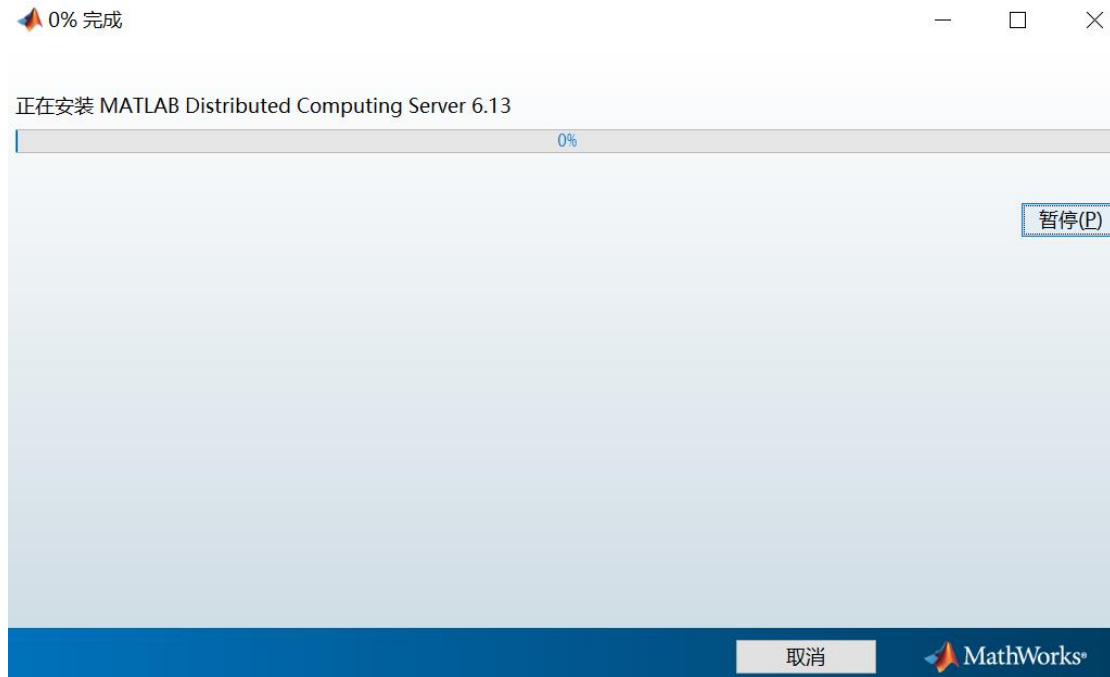 0% 完成
正在安装 MATLAB Distributed Computing Server 6.13
0%
暂停(P)
取消
MathWorks®